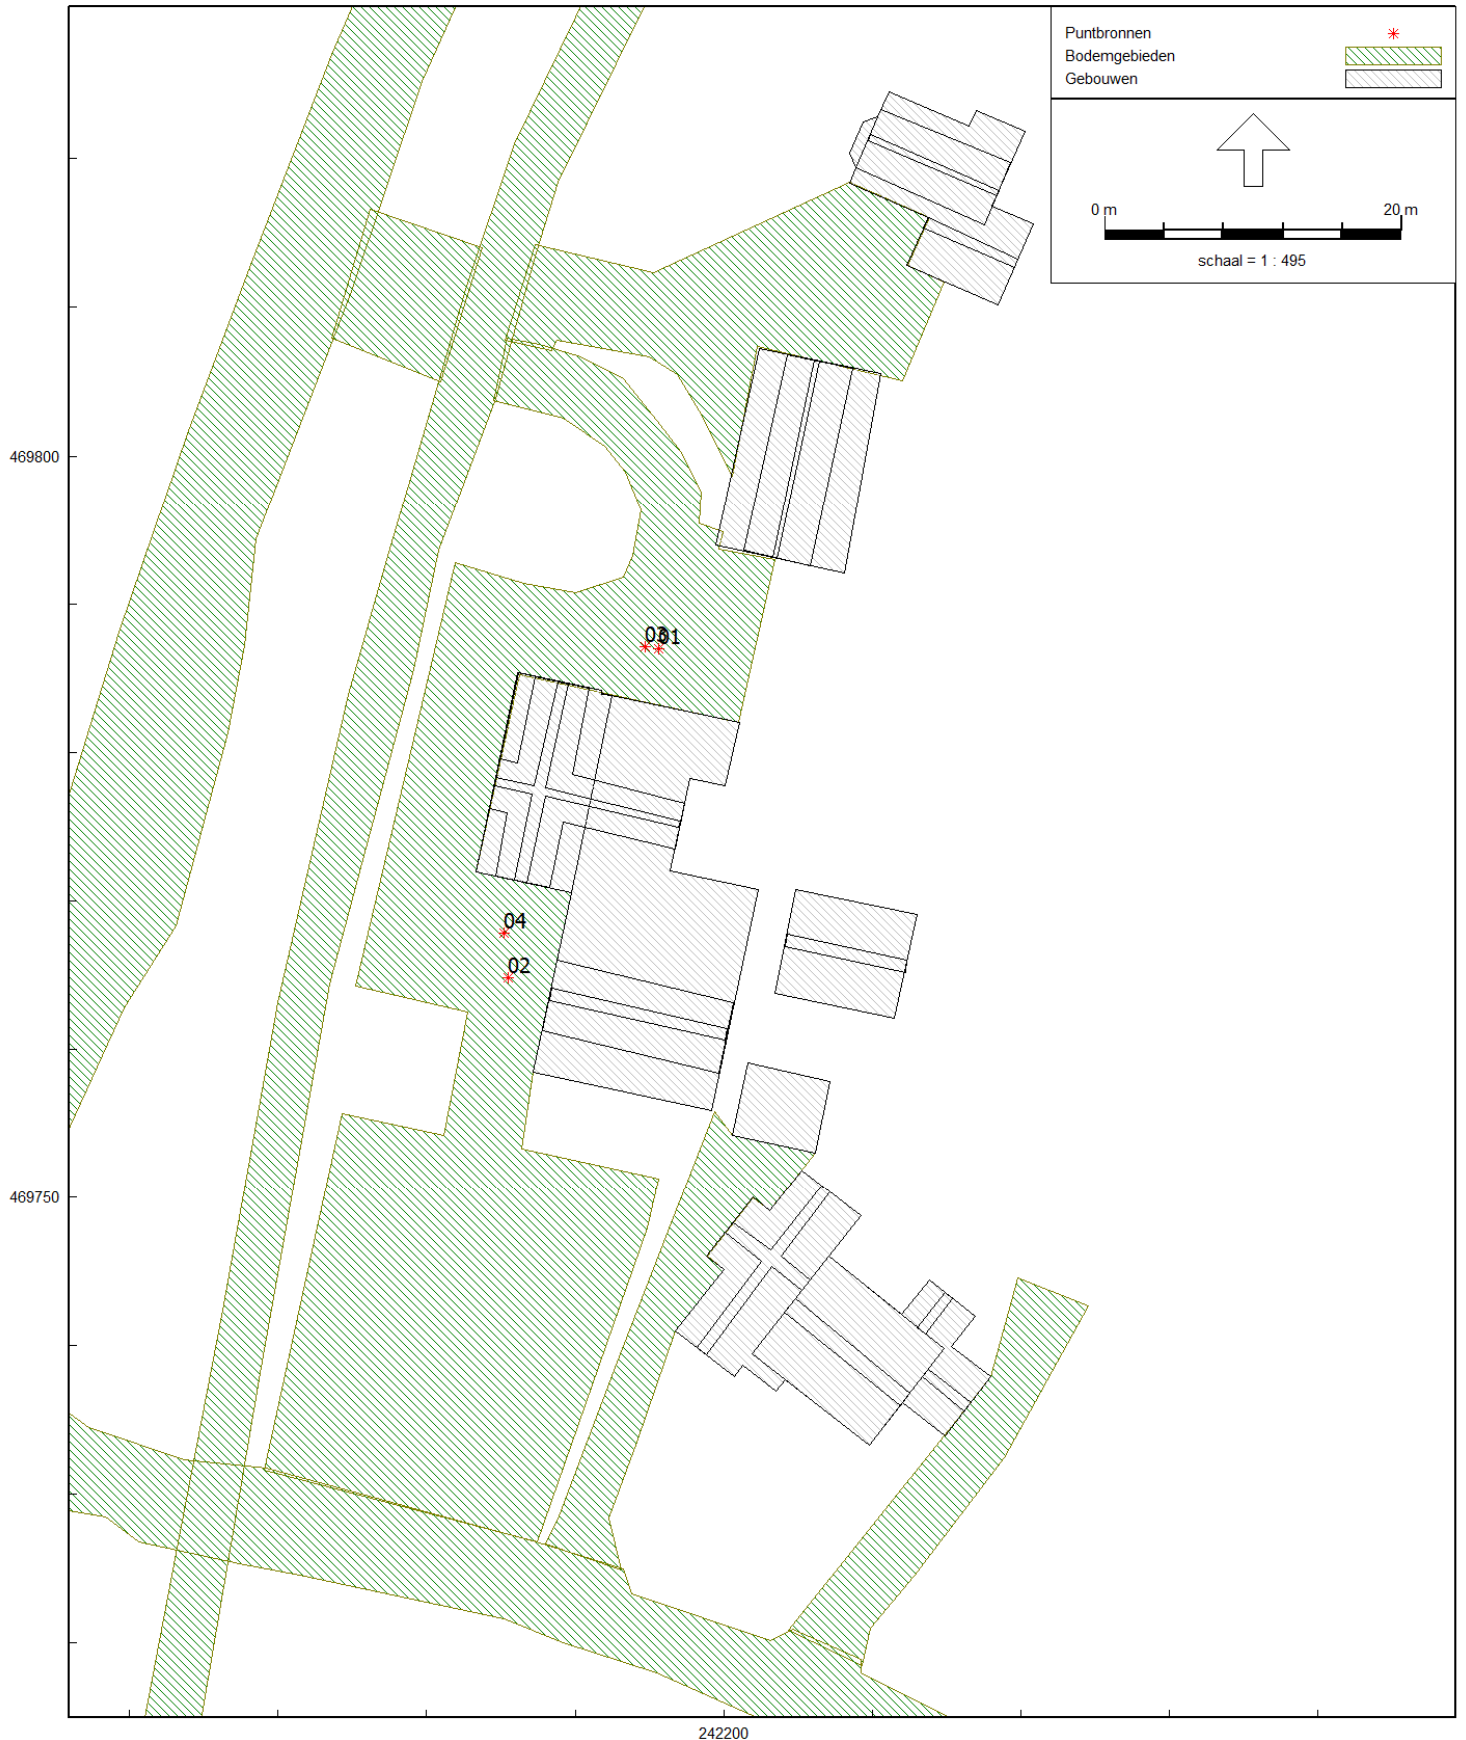 Puntbronnen
Bodemgebieden
Gebouwen
0 m 20 m
schaal = 1 : 495
469800
03 01
04
02
469750
242200